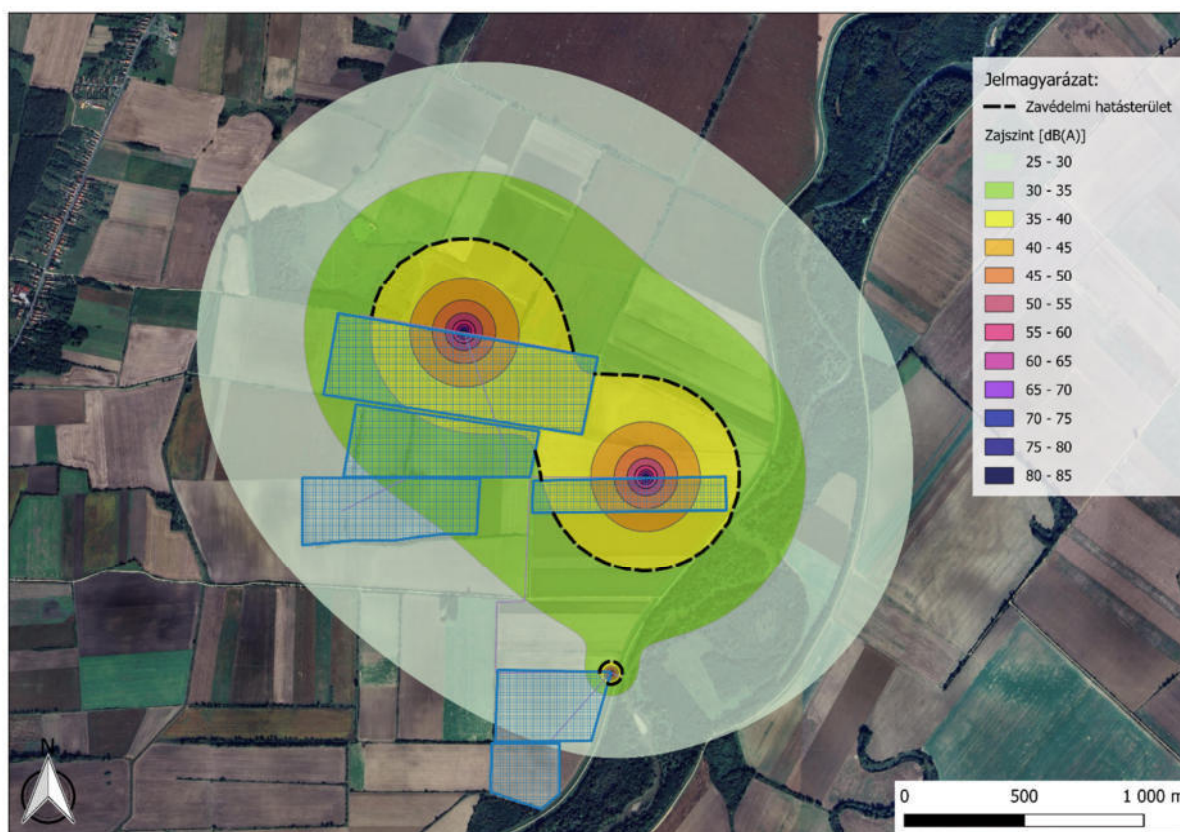 Jelmagyarázat:
Zavédelmi hatásterület
Zajszint [dB(A)]
25 - 30
30 - 35
35 - 40
40 - 45
45 - 50
50 - 55
55 - 60
60 - 65
65 - 70
70 - 75
75 - 80
80 - 85
N
0 500 1 000 m